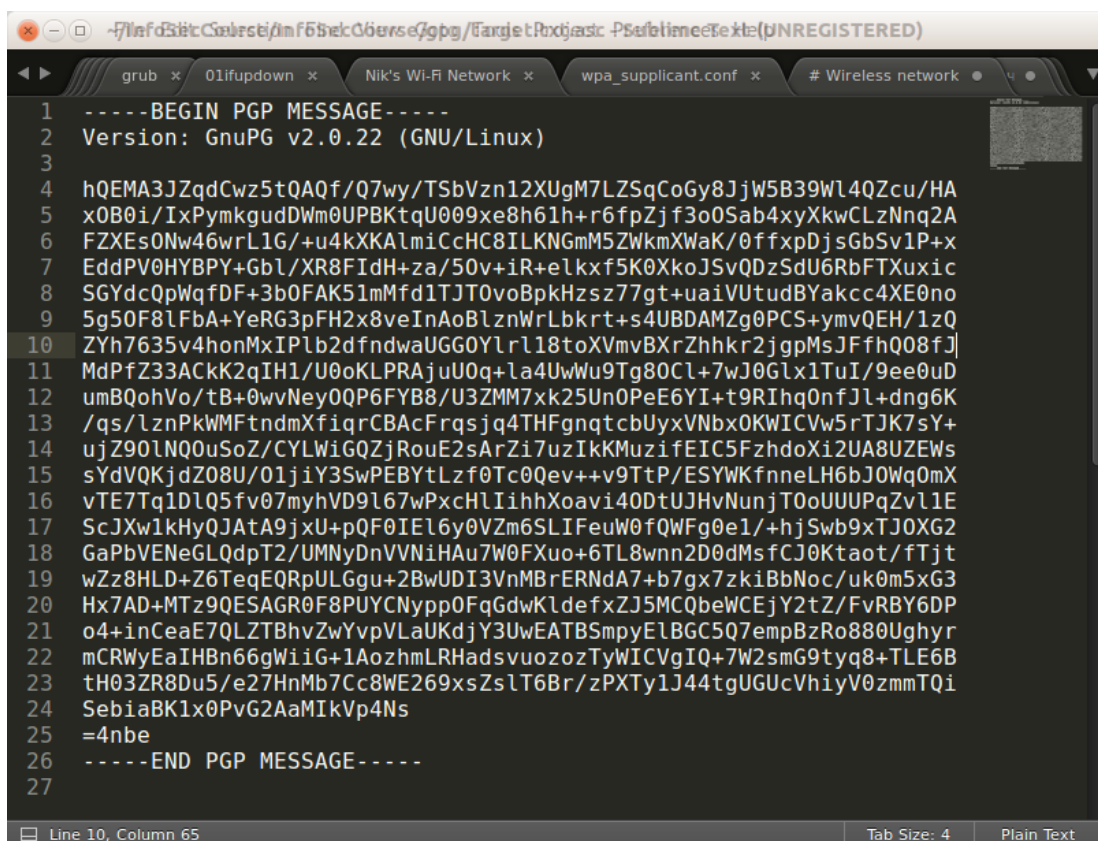 grub × 01ifupdown × Nik's Wi-Fi Network × wpa_supplicant.conf × # Wireless network
1 -----BEGIN PGP MESSAGE-----
2 Version: GnuPG v2.0.22 (GNU/Linux)
3
4 hQEMA3JZqdCwz5tQAQf/Q7wy/TSbVzn12XUgM7LZSqCoGy8JjW5B39Wl4QZcu/HA
5 xOB0i/IxPymkgudDWm0UPBKtqU009xe8h61h+r6fpZjf3oOSab4xyXkwCLzNnq2A
6 FZXEsONw46wrL1G/+u4kXKAlmiCcHC8ILKNGmM5ZWkmXWaK/0ffxpDjsGbSv1P+x
7 EddPV0HYBPY+Gbl/XR8FIdH+za/5Ov+iR+elkxf5K0XkoJSvQDzSdU6RbFTXuxic
8 SGYdcQpWqfDF+3bOFAK51mMfd1TJTOvoBpkHzsz77gt+uaiVUtudBYakcc4XE0no
9 5g5OF8lFbA+YeRG3pFH2x8veInAoBlznWrLbkrt+s4UBDAMZg0PCS+ymvQEH/1zQ
10 ZYh7635v4honMxIPlb2dfndwaUGGOYlrl18toXVmvBXrZhhkr2jgpMsJFfhQO8fJ
11 MdPfZ33ACkK2qIH1/U0oKLPRAjuUOq+la4UwWu9Tg8OCl+7wJ0Glx1TuI/9ee0uD
12 umBQohVo/tB+0wvNeyOQP6FYB8/U3ZMM7xk25UnOPeE6YI+t9RIhqOnfJl+dng6K
13 /qs/lznPkWMFtndmXfiqrCBAcFrqsjq4THFgnqtcbUyxVNbxOKWICVw5rTJK7sY+
14 ujZ9OlNQOuSoZ/CYLWiGQZjRouE2sArZi7uzIkKMuzifEIC5FzhdoXi2UA8UZEWs
15 sYdVQKjdZO8U/O1jiY3SwPEBYtLzf0Tc0Qev++v9TtP/ESYWKfnneLH6bJOWqOmX
16 vTE7Tq1DlQ5fv07myhVD9l67wPxcHlIihhXoavi4ODtUJHvNunjTOoUUUPqZvl1E
17 ScJXw1kHyQJAtA9jxU+pQF0IEl6y0VZm6SLIFeuW0fQWFg0e1/+hjSwb9xTJOXG2
18 GaPbVENeGLQdpT2/UMNyDnVVNiHAu7W0FXuo+6TL8wnn2D0dMsfCJ0Ktaot/fTjt
19 wZz8HLD+Z6TeqEQRpULGgu+2BwUDI3VnMBrERNdA7+b7gx7zkiBbNoc/uk0m5xG3
20 Hx7AD+MTz9QESAGR0F8PUYCNyppOFqGdwKldefxZJ5MCQbeWCEjY2tZ/FvRBY6DP
21 o4+inCeaE7QLZTBhvZwYvpVLaUKdjY3UwEATBSmpyElBGC5Q7empBzRo880Ughyr
22 mCRWyEaIHBn66gWiiG+1AozhmLRHadsvuozozTyWICVgIQ+7W2smG9tyq8+TLE6B
23 tH03ZR8Du5/e27HnMb7Cc8WE269xsZslT6Br/zPXTy1J44tgUGUcVhiyV0zmmTQi
24 SebiaBK1x0PvG2AaMIkVp4Ns
25 =4nbe
26 -----END PGP MESSAGE-----
27
Line 10, Column 65 Tab Size: 4 Plain Text